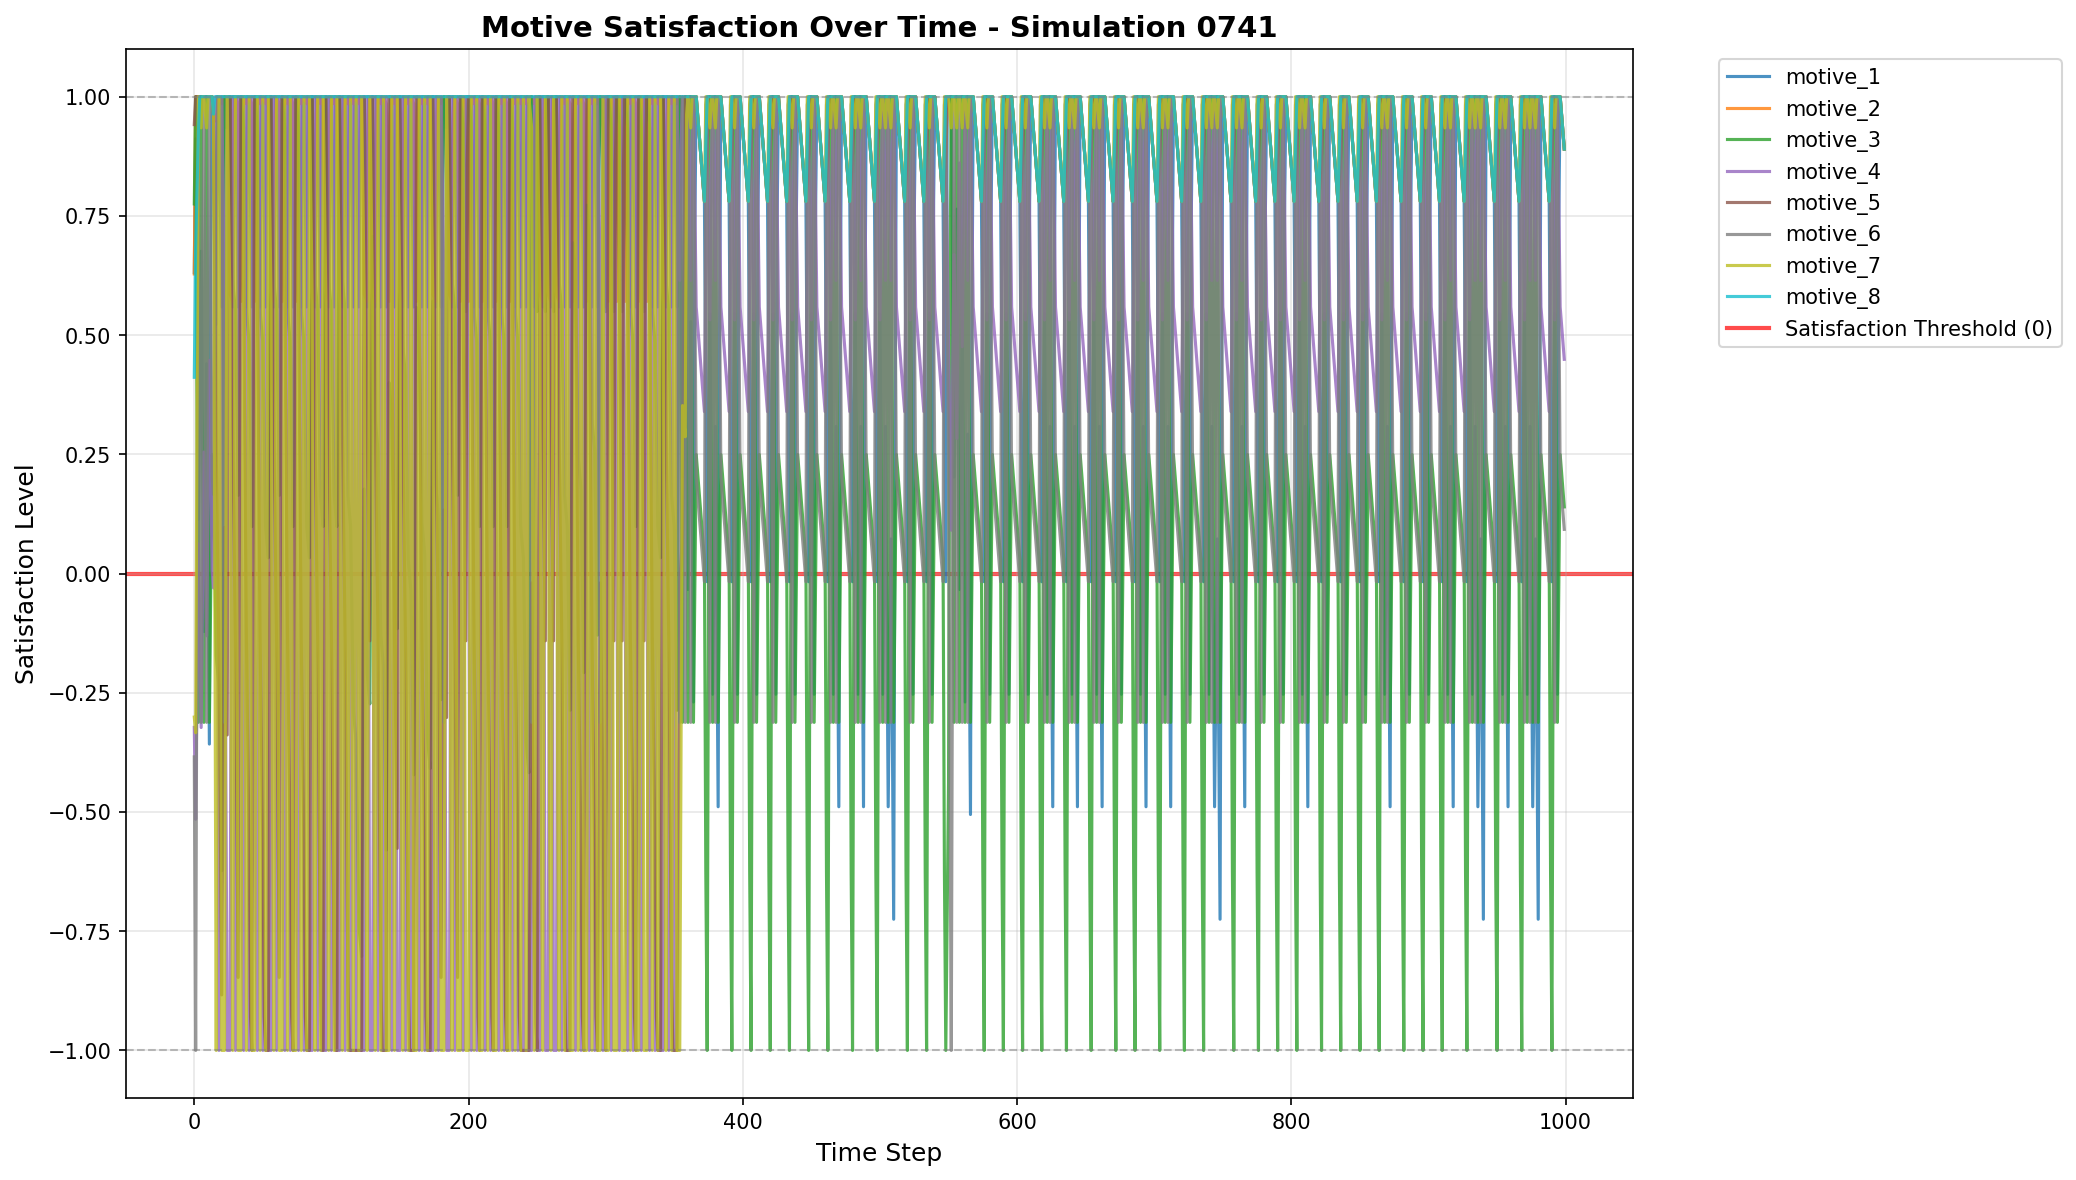 Motive Satisfaction Over Time - Simulation 0741
1.00
0.75
0.50
0.25
0.00
−0.25
−0.50
−0.75
−1.00
Satisfaction Level
0
200
400
600
800
1000
Time Step
motive_1
motive_2
motive_3
motive_4
motive_5
motive_6
motive_7
motive_8
Satisfaction Threshold (0)